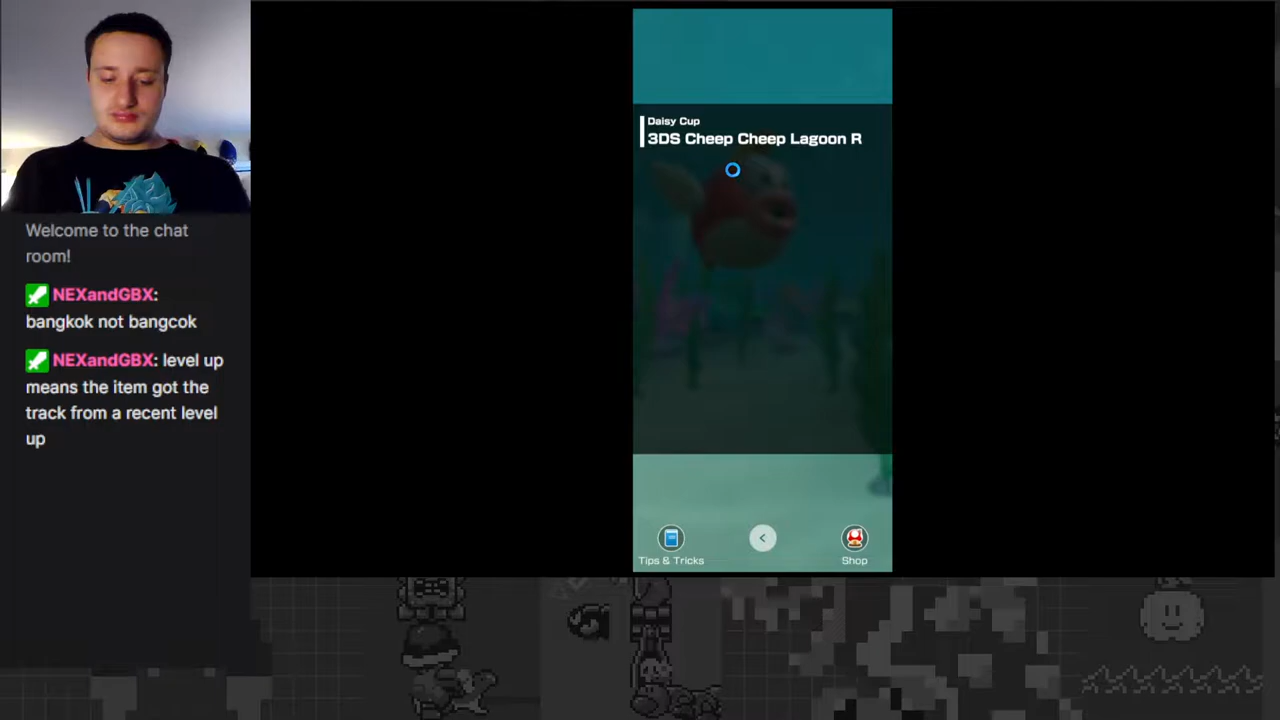 Welcome to the chat
room!
NEXandGBX:
bangkok not bangcok
NEXandGBX: level up
means the item got the
track from a recent level
up
Daisy Cup
3DS Cheep Cheep Lagoon R
Tips & Tricks
<
Shop